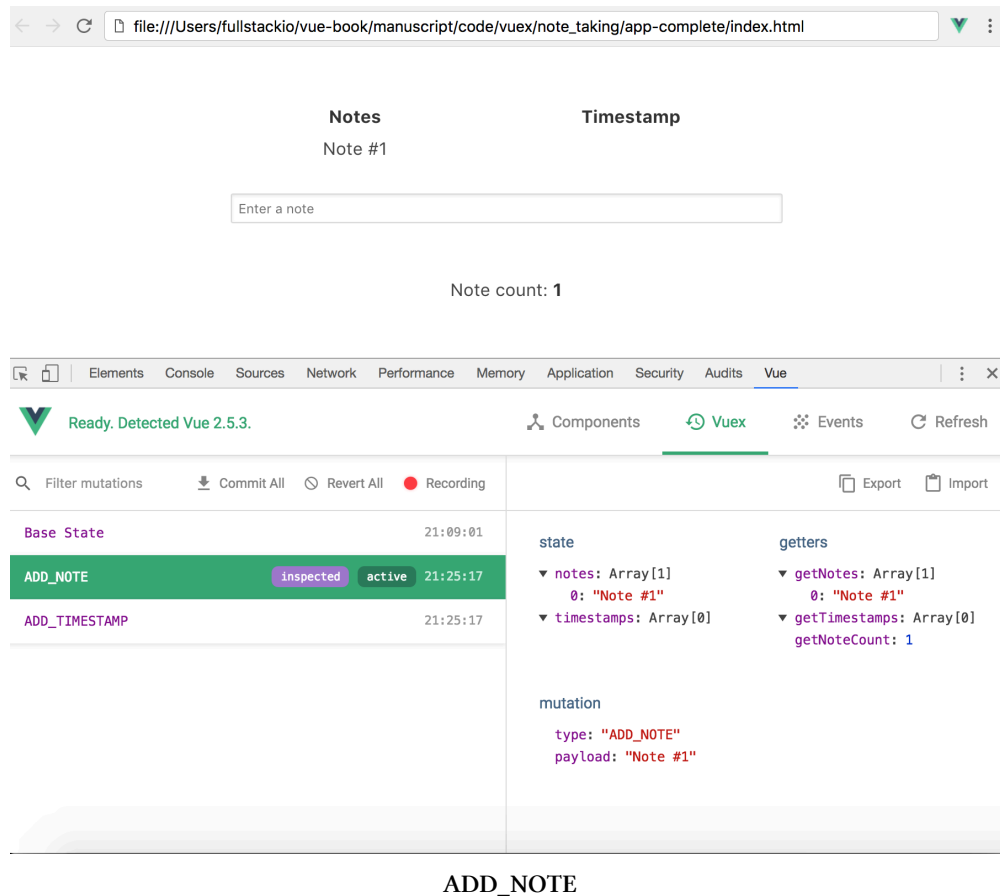 file:///Users/fullstackio/vue-book/manuscript/code/vuex/note_taking/app-complete/index.html
Notes Timestamp
Note #1
Enter a note
Note count: 1
Elements Console Sources Network Performance Memory Application Security Audits Vue
Ready. Detected Vue 2.5.3. Components Vuex Events Refresh
Filter mutations Commit All Revert All Recording Export Import
Base State 21:09:01
ADD_NOTE inspected active 21:25:17
ADD_TIMESTAMP 21:25:17
state
notes: Array[1]
0: "Note #1"
timestamps: Array[0]
getters
getNotes: Array[1]
0: "Note #1"
getTimestamps: Array[0]
getNoteCount: 1
mutation
type: "ADD_NOTE"
payload: "Note #1"
ADD_NOTE